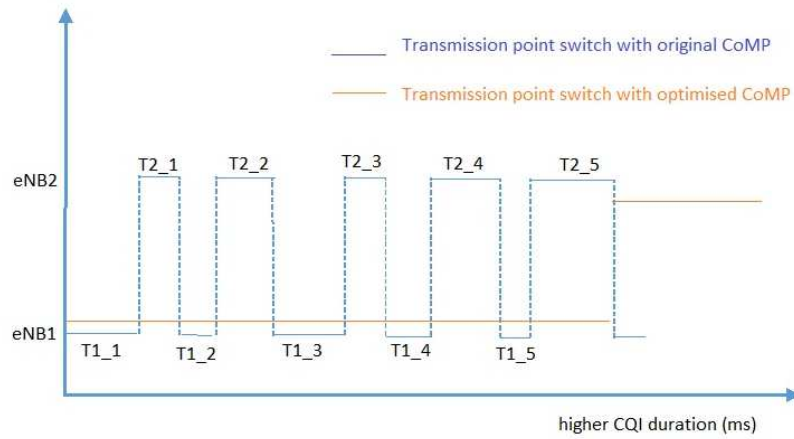 Transmission point switch with original CoMP
Transmission point switch with optimised CoMP
T2_1 T2_2 T2_3 T2_4 T2_5
eNB2
eNB1
T1_1 T1_2 T1_3 T1_4 T1_5
higher CQI duration (ms)